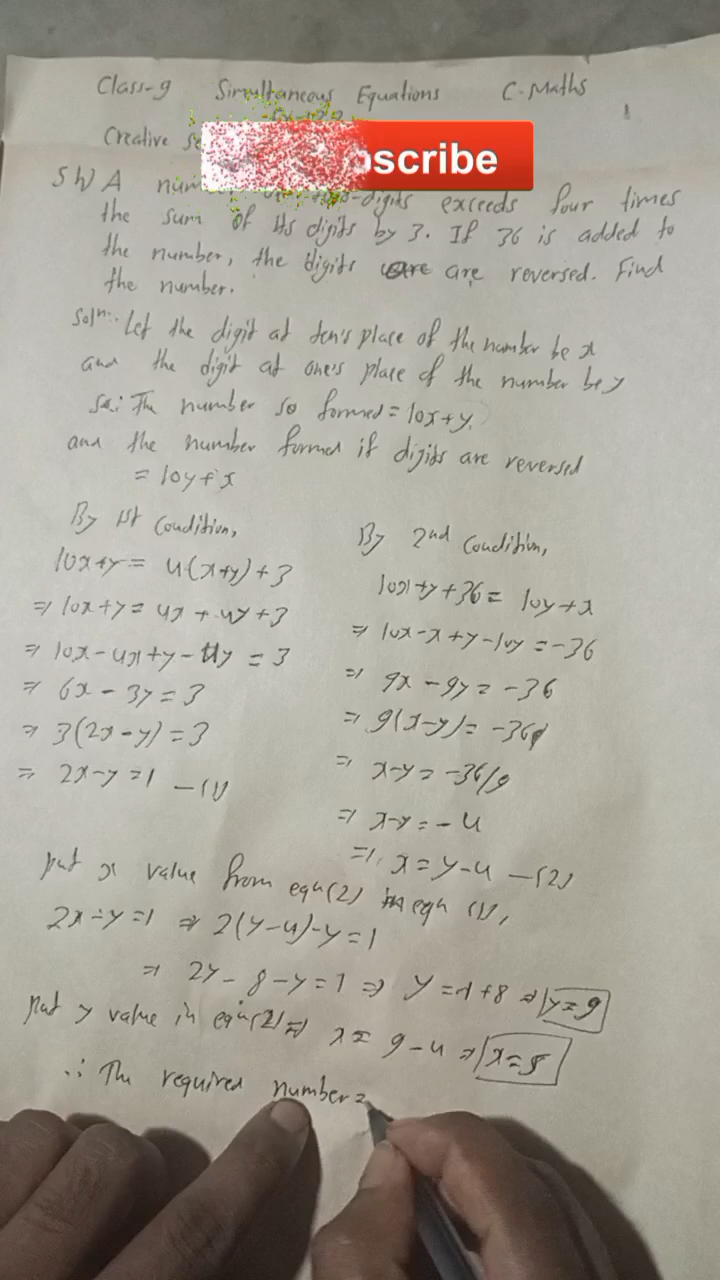 Class-9 Simultaneous Equations C. Maths
Creative
bscribe
5 h) A digits exceeds four times
the sum of its digits by 3. If 36 is added to
the number, the digits are are reversed. Find
the number.
Soln:. Let the digit at ten's place of the number be x
and the digit at one's place of the number be y
So: The number so formed = 10x+y.
and the number formed if digits are reversed
= 10y+x
By 1st Condition,
10x+y = 4(x+y)+3
⇒ 10x+y = 4x + 4y+3
⇒ 10x-4x+y-4y = 3
⇒ 6x - 3y = 3
⇒ 3(2x-y) = 3
⇒ 2x-y = 1 —(1)
By 2nd Condition,
10x+y+36 = 10y+x
⇒ 10x-x+y-10y = -36
⇒ 9x-9y = -36
⇒ 9(x-y) = -36
⇒ x-y = -36/9
⇒ x-y = -4
⇒ x = y-4 —(2)
put x value from eqn(2) in eqn (1),
2x-y=1 ⇒ 2(y-4)-y=1
⇒ 2y-8-y=1 ⇒ y=1+8 ⇒ y=9
put y value in eqn(2) ⇒ x = 9-4 ⇒ x=5
∴ The required number =